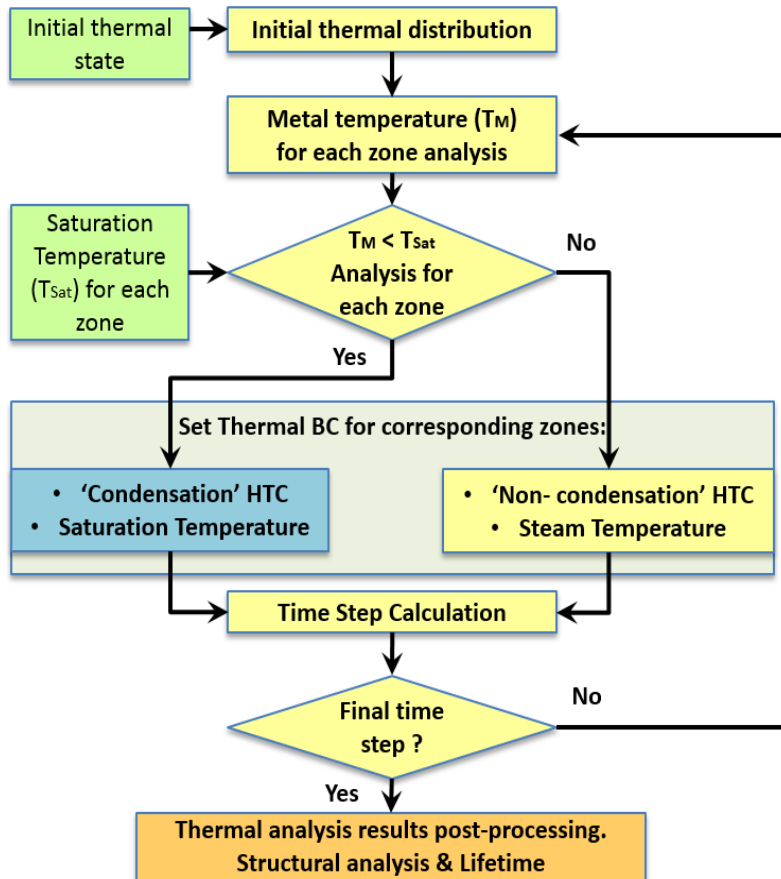 Initial thermal
state
Initial thermal distribution
Metal temperature (TM)
for each zone analysis
Saturation
Temperature
(TSat) for each
zone
TM < TSat
Analysis for
each zone
No
Yes
Set Thermal BC for corresponding zones:
• ‘Condensation’ HTC
• Saturation Temperature
• ‘Non- condensation’ HTC
• Steam Temperature
Time Step Calculation
Final time
step ?
No
Yes
Thermal analysis results post-processing.
Structural analysis & Lifetime